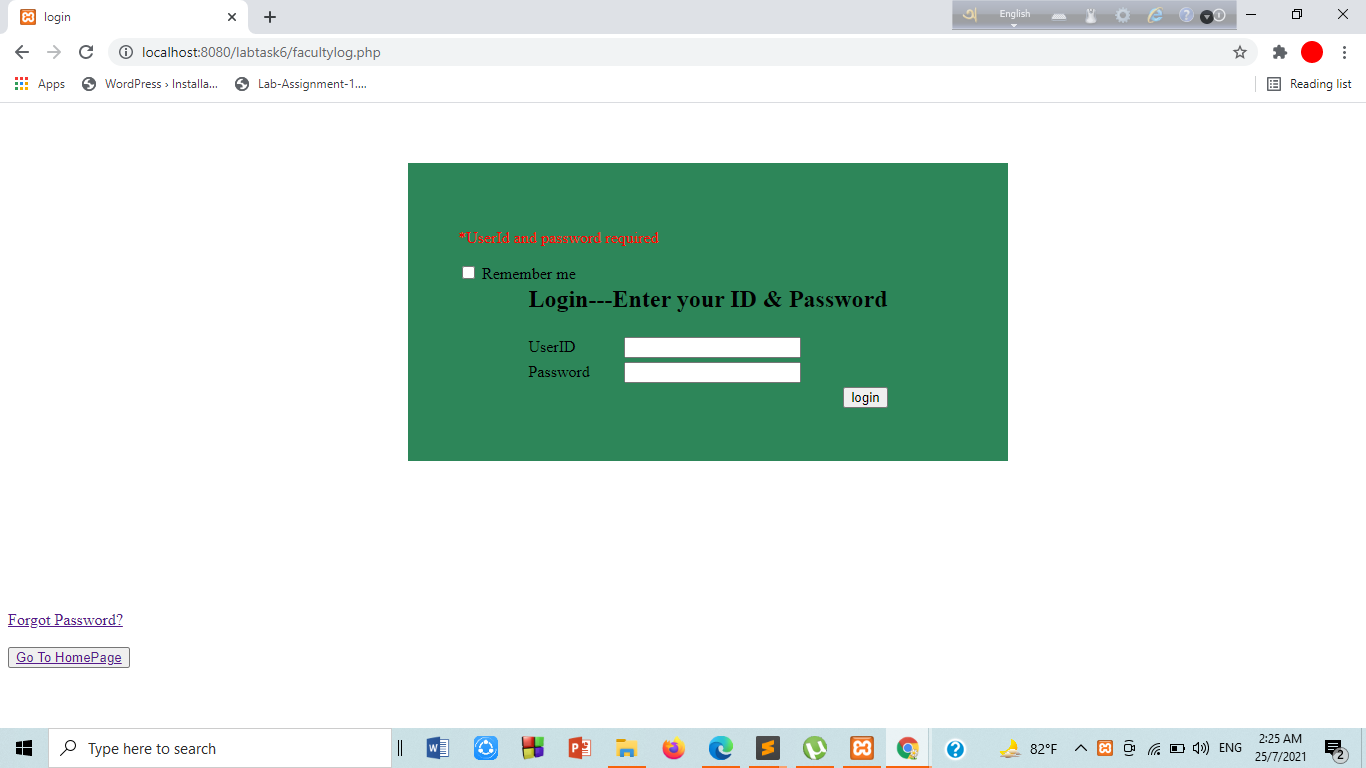 login
English
localhost:8080/labtask6/facultylog.php
Apps
WordPress › Installa...
Lab-Assignment-1....
Reading list
*UserId and password required
Remember me
Login---Enter your ID & Password
UserID
Password
login
Forgot Password?
Go To HomePage
Type here to search
82°F
ENG
2:25 AM
25/7/2021
2